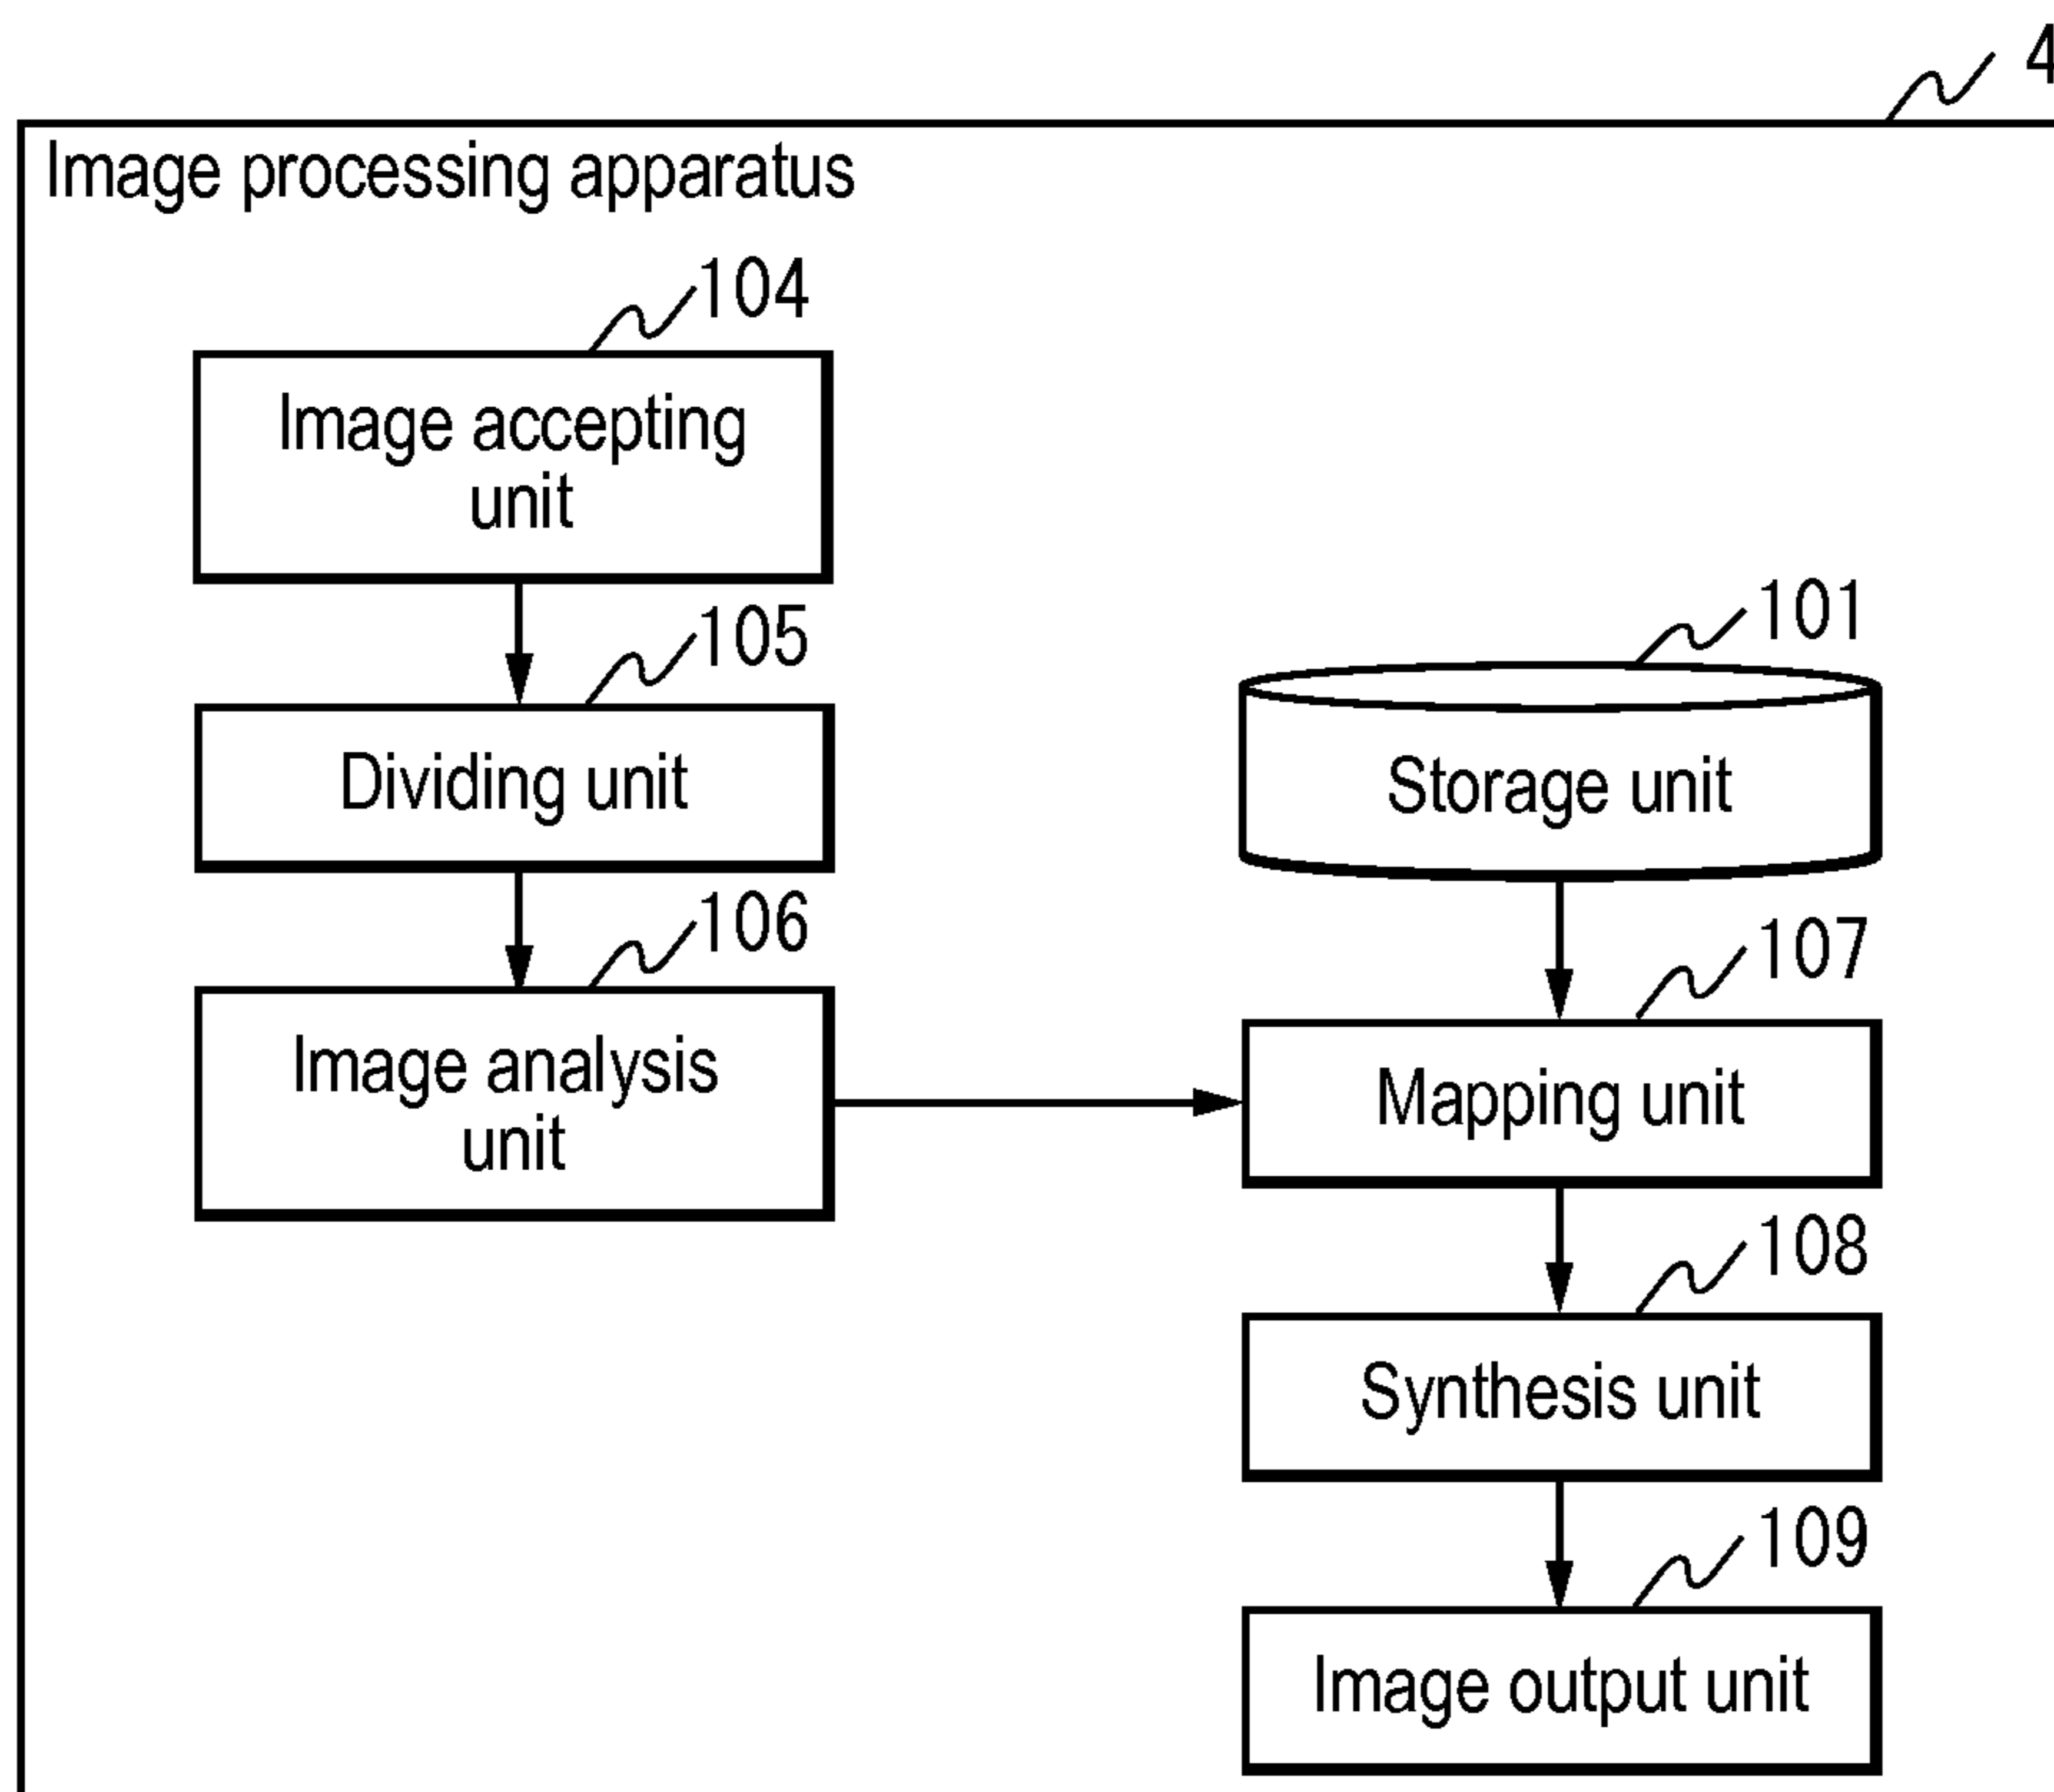 4
Image processing apparatus
104
Image accepting
unit
105
Dividing unit
106
Image analysis
unit
101
Storage unit
107
Mapping unit
108
Synthesis unit
109
Image output unit